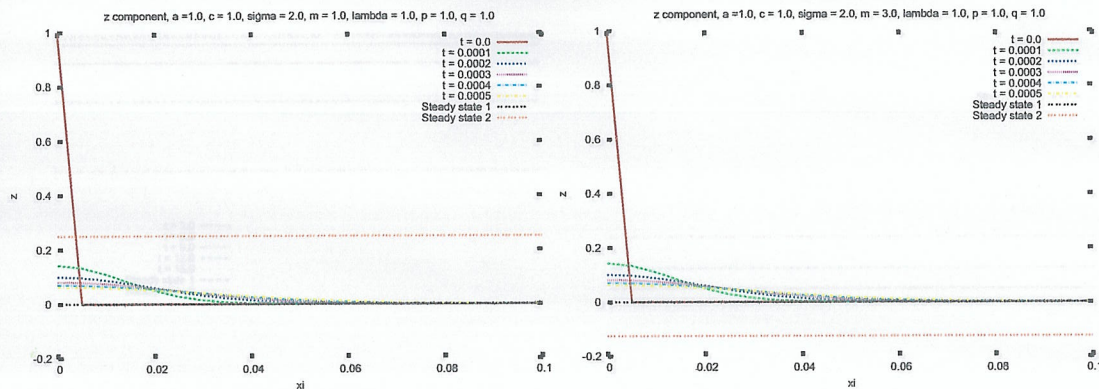 z component, a =1.0, c = 1.0, sigma = 2.0, m = 1.0, lambda = 1.0, p = 1.0, q = 1.0
1
0.8
0.6
0.4
0.2
0
-0.2
z
t = 0.0
t = 0.0001
t = 0.0002
t = 0.0003
t = 0.0004
t = 0.0005
Steady state 1
Steady state 2
0
0.02
0.04
0.06
0.08
0.1
xi
z component, a =1.0, c = 1.0, sigma = 2.0, m = 3.0, lambda = 1.0, p = 1.0, q = 1.0
1
0.8
0.6
0.4
0.2
0
-0.2
z
t = 0.0
t = 0.0001
t = 0.0002
t = 0.0003
t = 0.0004
t = 0.0005
Steady state 1
Steady state 2
0
0.02
0.04
0.06
0.08
0.1
xi